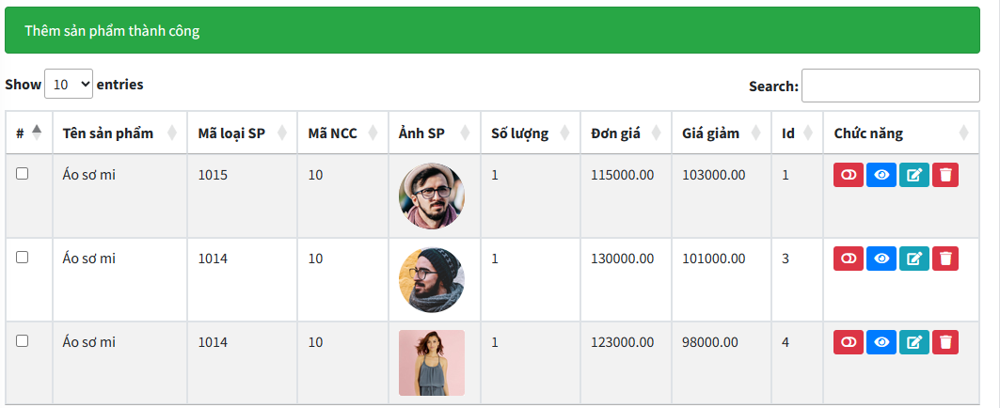 Thêm sản phẩm thành công
Show 10 entries
Search:
# Tên sản phẩm Mã loại SP Mã NCC Ảnh SP Số lượng Đơn giá Giá giảm Id Chức năng
Áo sơ mi 1015 10 1 115000.00 103000.00 1
Áo sơ mi 1014 10 1 130000.00 101000.00 3
Áo sơ mi 1014 10 1 123000.00 98000.00 4